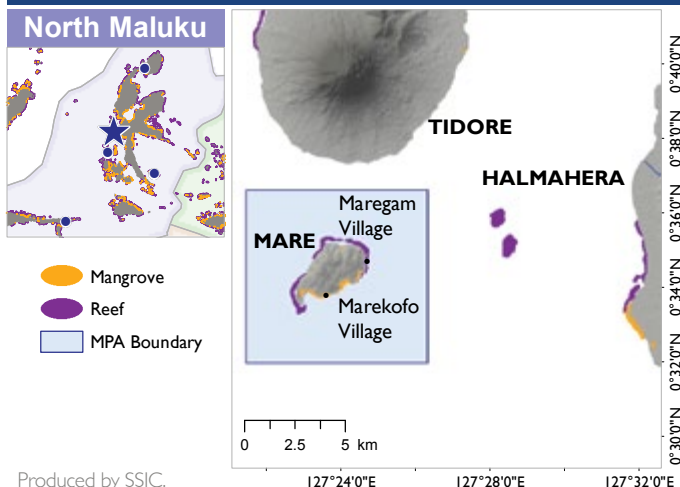 North Maluku
Mangrove
Reef
MPA Boundary
Produced by SSIC.
TIDORE
HALMAHERA
MARE
Maregam
Village
Marekofo
Village
0 2.5 5 km
0°40'0"N
0°38'0"N
0°36'0"N
0°34'0"N
0°32'0"N
0°30'0"N
127°24'0"E 127°28'0"E 127°32'0"E